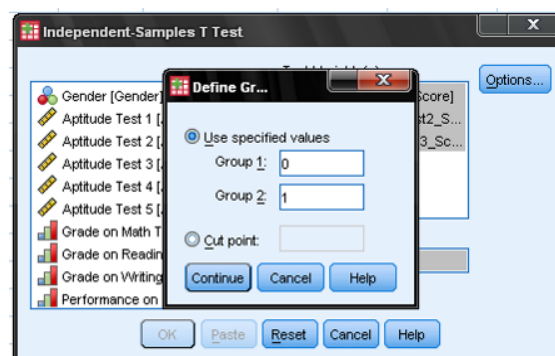 Independent-Samples T Test
Define Gr...
Options...
Gender [Gender]
Score]
Aptitude Test 1 [
Aptitude Test 2 [
3_Sc...
Aptitude Test 3 [
Aptitude Test 4 [
Aptitude Test 5 [
Grade on Math T
Grade on Readin
Grade on Writing
Performance on
Use specified values
Group 1: 0
Group 2: 1
Cut point:
Continue Cancel Help
OK Paste Reset Cancel Help